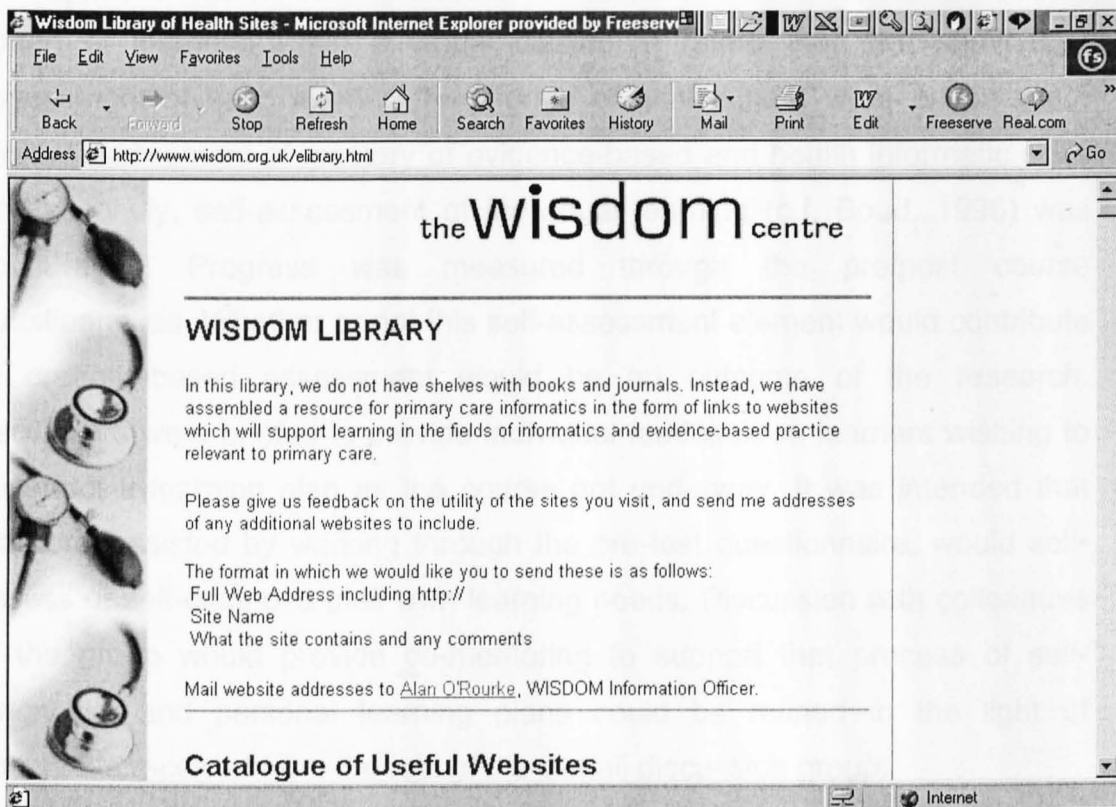 Wisdom Library of Health Sites - Microsoft Internet Explorer provided by Freeserv
File Edit View Favorites Tools Help
Back Forward Stop Refresh Home Search Favorites History Mail Print Edit Freeserve Real.com
Address http://www.wisdom.org.uk/elibrary.html Go
the wisdom centre
WISDOM LIBRARY
In this library, we do not have shelves with books and journals. Instead, we have
assembled a resource for primary care informatics in the form of links to websites
which will support learning in the fields of informatics and evidence-based practice
relevant to primary care.
Please give us feedback on the utility of the sites you visit, and send me addresses
of any additional websites to include.
The format in which we would like you to send these is as follows:
Full Web Address including http://
Site Name
What the site contains and any comments
Mail website addresses to Alan O'Rourke, WISDOM Information Officer.
Catalogue of Useful Websites
Internet